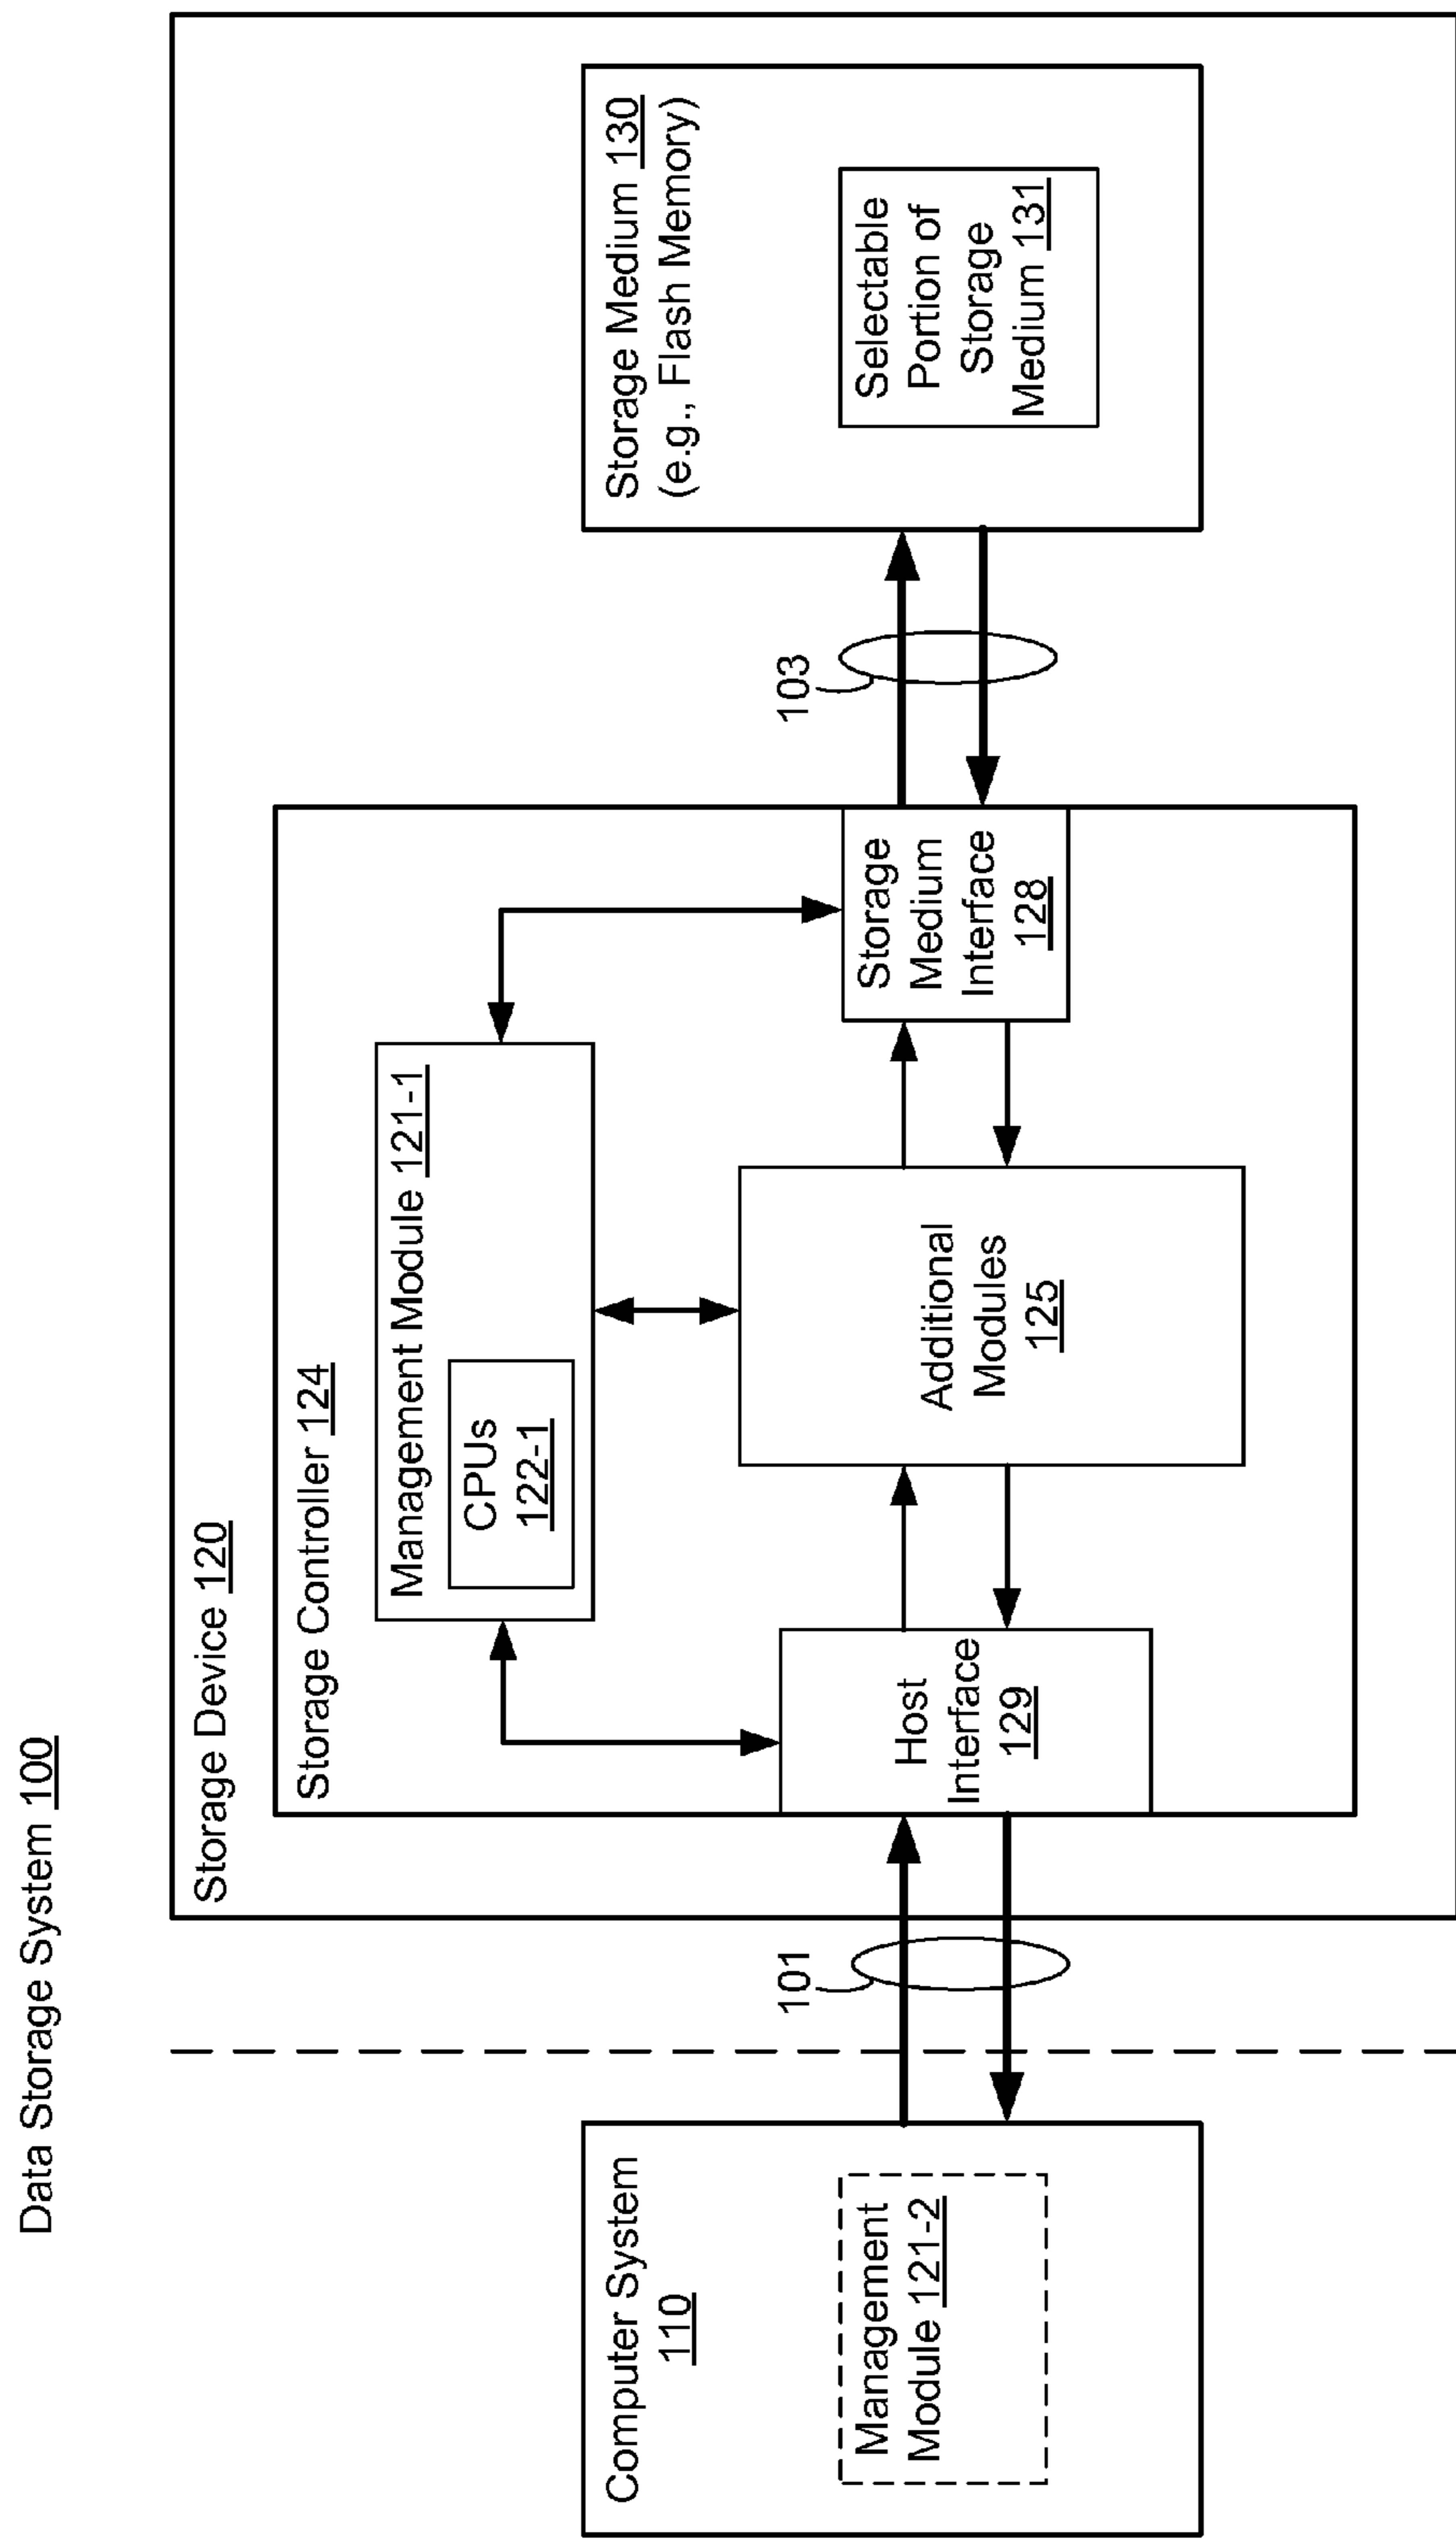 Data Storage System 100
Computer System
110
Management
Module 121-2
101
Storage Device 120
Storage Controller 124
Management Module 121-1
CPUs
122-1
Host
Interface
129
Additional
Modules
125
Storage
Medium
Interface
128
103
Storage Medium 130
(e.g., Flash Memory)
Selectable
Portion of
Storage
Medium 131